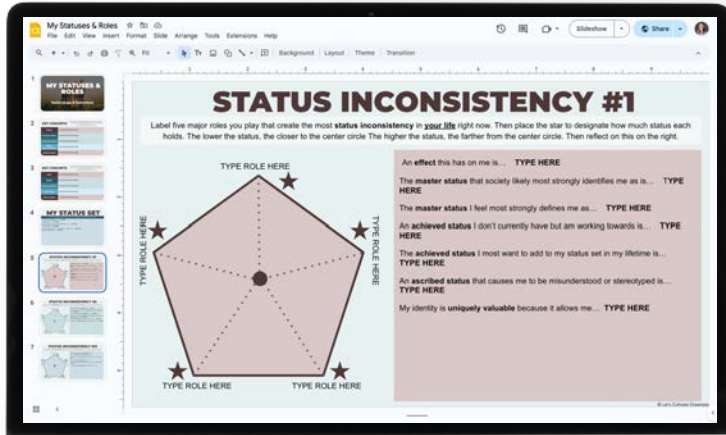 My Statuses & Roles
File Edit View Insert Format Slide Arrange Tools Extensions Help
Slideshow
Share
Fit
Background Layout Theme Transition
1
MY STATUSES &
ROLES
2
3
4
MY STATUS SET
5
6
7
STATUS INCONSISTENCY #1
Label five major roles you play that create the most status inconsistency in your life right now. Then place the star to designate how much status each
holds. The lower the status, the closer to the center circle The higher the status, the farther from the center circle. Then reflect on this on the right.
TYPE ROLE HERE
TYPE ROLE HERE
TYPE ROLE HERE
TYPE ROLE HERE
TYPE ROLE HERE
An effect this has on me is... TYPE HERE
The master status that society likely most strongly identifies me as is... TYPE
HERE
The master status I feel most strongly defines me as... TYPE HERE
An achieved status I don't currently have but am working towards is... TYPE
HERE
The achieved status I most want to add to my status set in my lifetime is...
TYPE HERE
An ascribed status that causes me to be misunderstood or stereotyped is...
TYPE HERE
My identity is uniquely valuable because it allows me... TYPE HERE